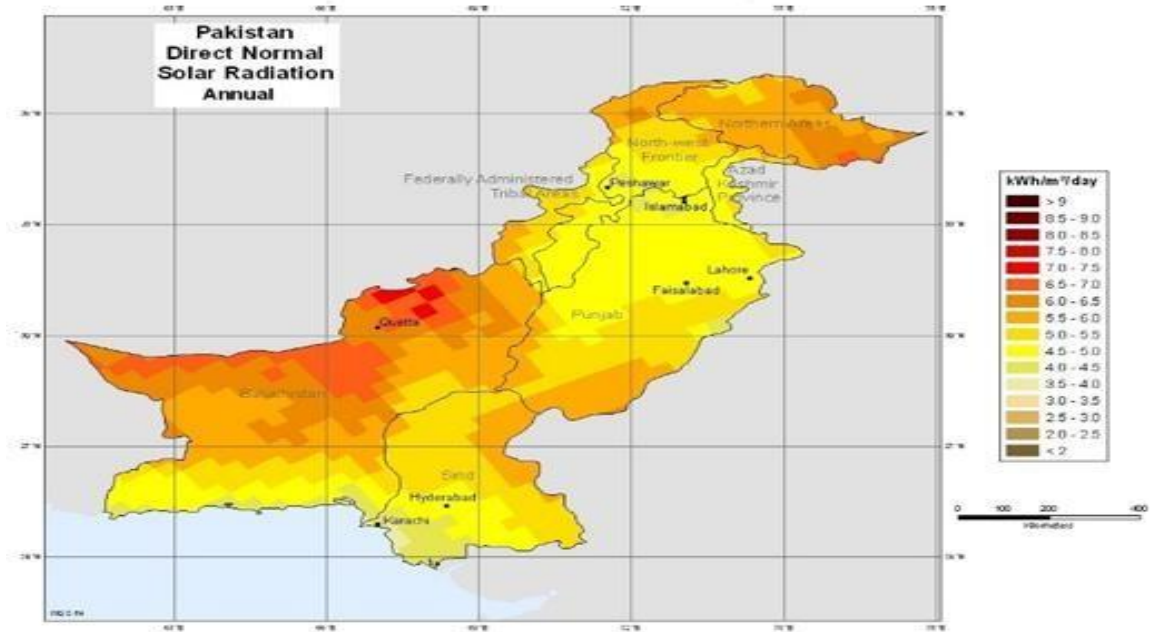 Pakistan
Direct Normal
Solar Radiation
Annual
Northern Areas
North-west
Frontier
Azad
Kashmir
Province
Federally Administered
Tribal Areas
Peshawar
Islamabad
Lahore
Faisalabad
Punjab
Quetta
Baluchistan
Sind
Hyderabad
Karachi
kWh/m²/day
> 9
8.5 - 9.0
8.0 - 8.5
7.5 - 8.0
7.0 - 7.5
6.5 - 7.0
6.0 - 6.5
5.5 - 6.0
5.0 - 5.5
4.5 - 5.0
4.0 - 4.5
3.5 - 4.0
3.0 - 3.5
2.5 - 3.0
2.0 - 2.5
< 2
0 100 200 400
Kilometers